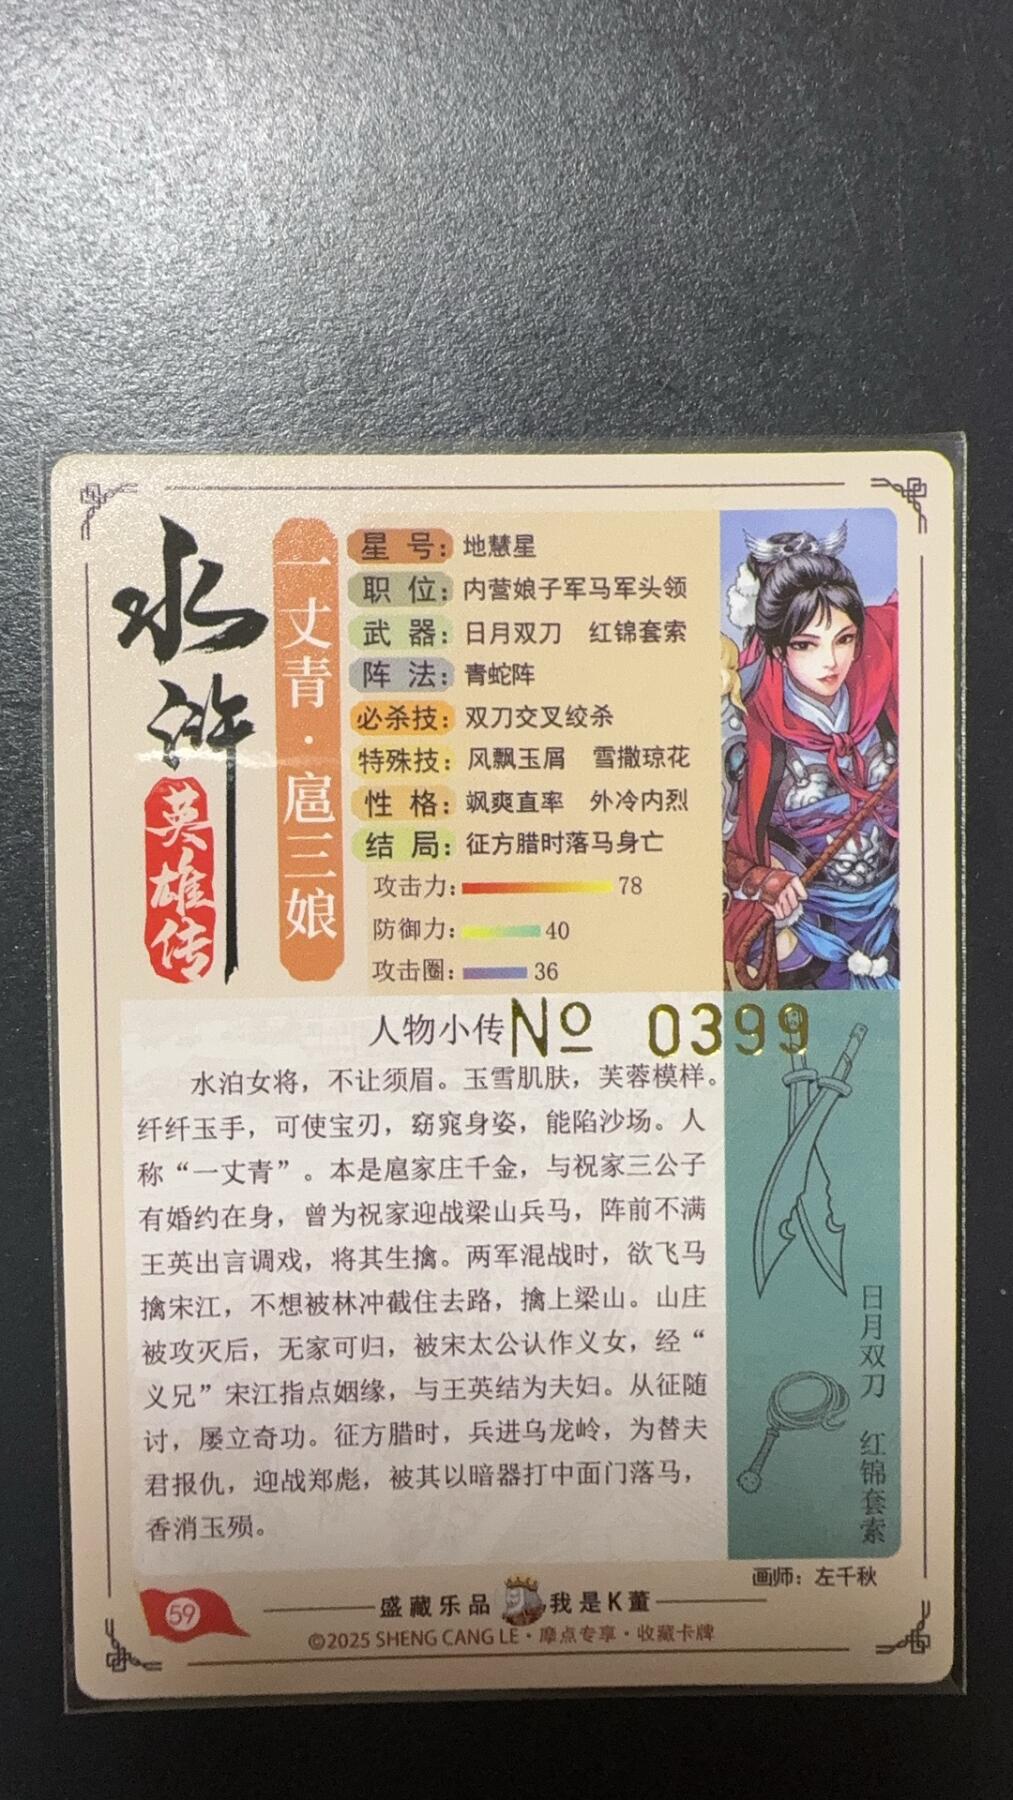 水浒
英雄传
一丈青·扈三娘
星号：地慧星
职位：内营娘子军马军头领
武器：日月双刀 红锦套索
阵法：青蛇阵
必杀技：双刀交叉绞杀
特殊技：风飘玉屑 雪撒琼花
性格：飒爽直率 外冷内烈
结局：征方腊时落马身亡
攻击力：78
防御力：40
攻击圈：36
人物小传
No 0399
水泊女将，不让须眉。玉雪肌肤，芙蓉模样。
纤纤玉手，可使宝刃，窈窕身姿，能陷沙场。人
称“一丈青”。本是扈家庄千金，与祝家三公子
有婚约在身，曾为祝家迎战梁山兵马，阵前不满
王英出言调戏，将其生擒。两军混战时，欲飞马
擒宋江，不想被林冲截住去路，擒上梁山。山庄
被攻灭后，无家可归，被宋太公认作义女，经“
义兄”宋江指点姻缘，与王英结为夫妇。从征随
讨，屡立奇功。征方腊时，兵进乌龙岭，为替夫
君报仇，迎战郑彪，被其以暗器打中面门落马，
香消玉殒。
日月双刀 红锦套索
画师：左千秋
59
盛藏乐品 我是K董
©2025 SHENG CANG LE·摩点专享·收藏卡牌